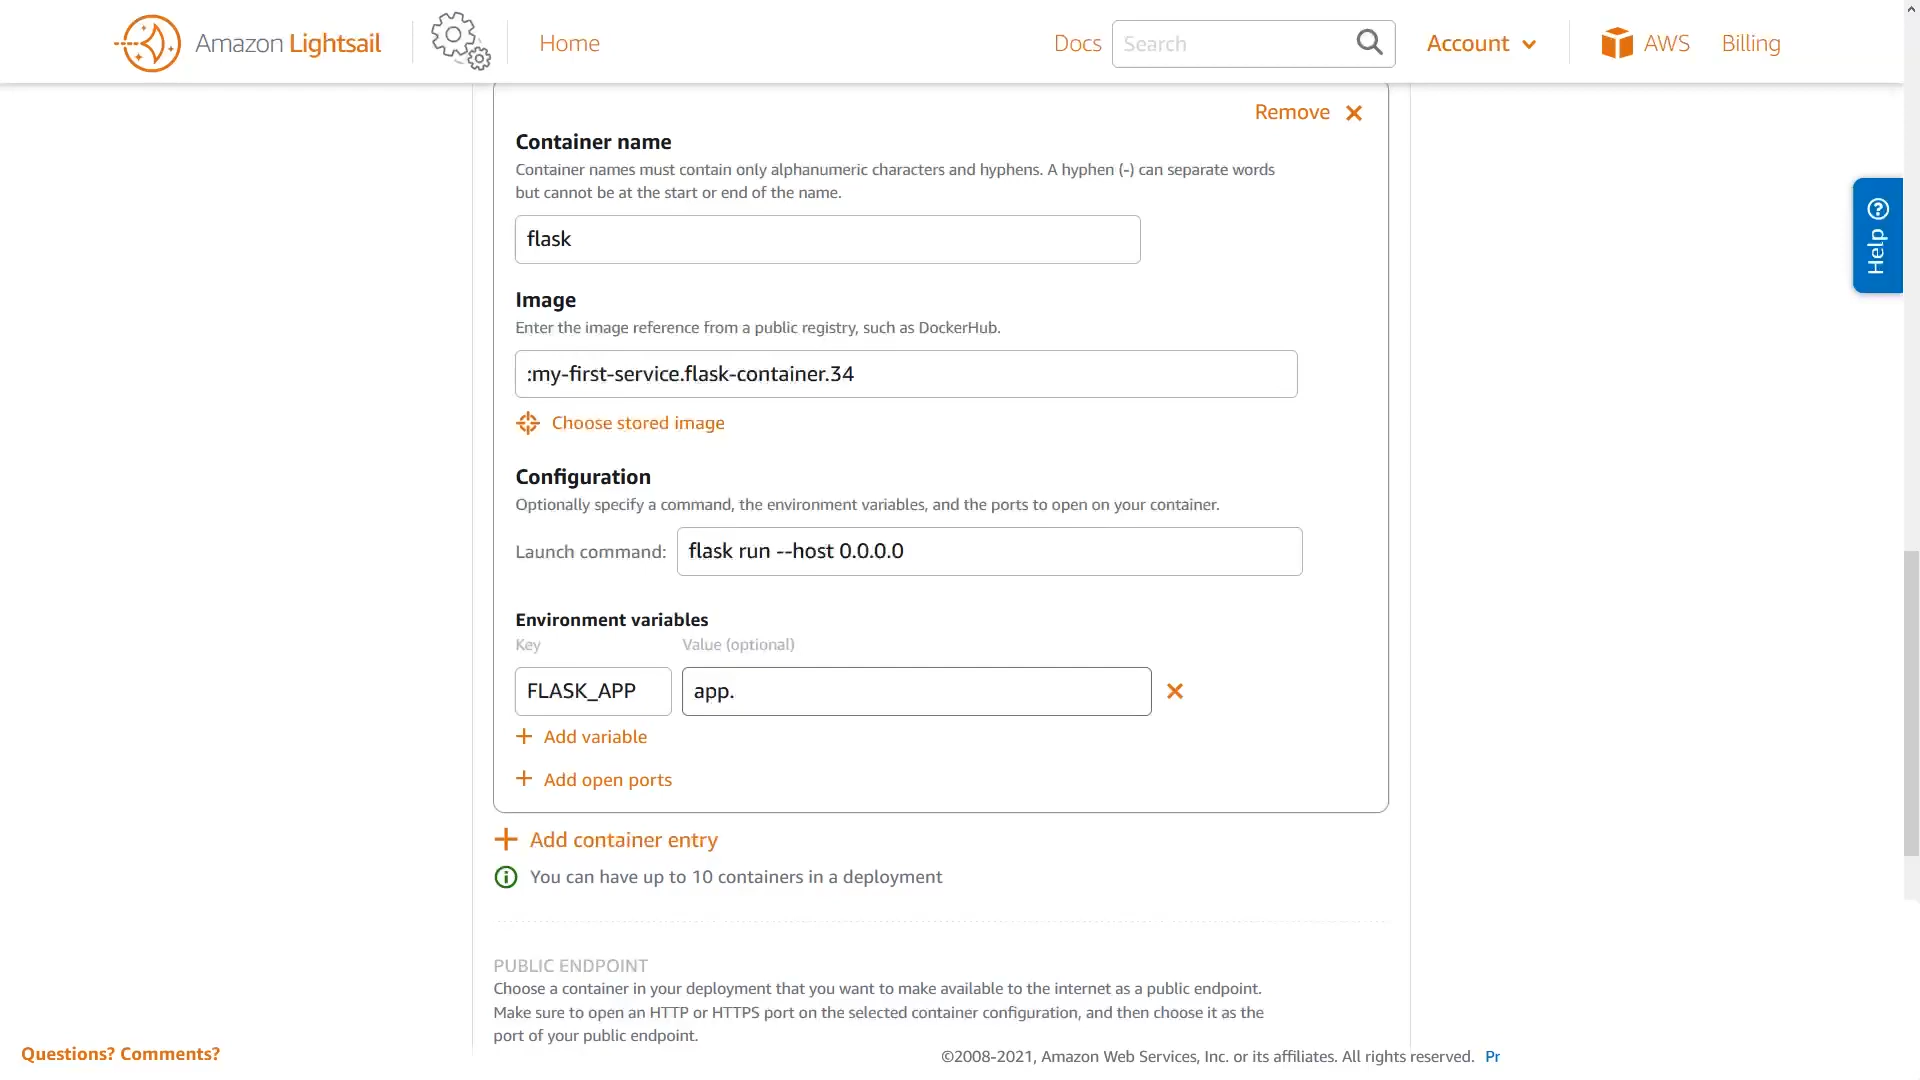 Amazon Lightsail
Home
Docs
Search
Account
AWS
Billing
Remove
Container name
Container names must contain only alphanumeric characters and hyphens. A hyphen (-) can separate words
but cannot be at the start or end of the name.
flask
Image
Enter the image reference from a public registry, such as DockerHub.
:my-first-service.flask-container.34
Choose stored image
Configuration
Optionally specify a command, the environment variables, and the ports to open on your container.
Launch command: flask run --host 0.0.0.0
Environment variables
Key Value (optional)
FLASK_APP app.
+ Add variable
+ Add open ports
+ Add container entry
You can have up to 10 containers in a deployment
PUBLIC ENDPOINT
Choose a container in your deployment that you want to make available to the internet as a public endpoint.
Make sure to open an HTTP or HTTPS port on the selected container configuration, and then choose it as the
port of your public endpoint.
Help
Questions? Comments?
©2008-2021, Amazon Web Services, Inc. or its affiliates. All rights reserved. Pr